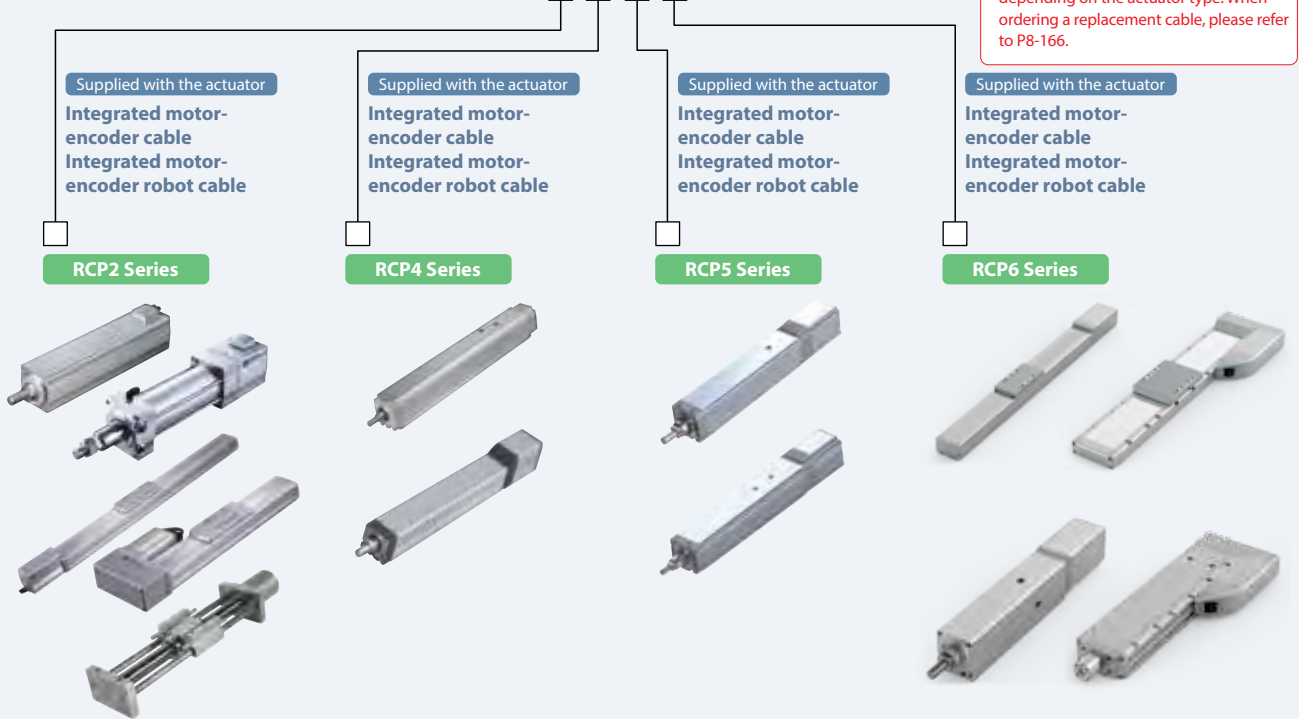 depending on the actuator type. When
ordering a replacement cable, please refer
to P8-166.
Supplied with the actuator
Integrated motor-
encoder cable
Integrated motor-
encoder robot cable
RCP2 Series
Supplied with the actuator
Integrated motor-
encoder cable
Integrated motor-
encoder robot cable
RCP4 Series
Supplied with the actuator
Integrated motor-
encoder cable
Integrated motor-
encoder robot cable
RCP5 Series
Supplied with the actuator
Integrated motor-
encoder cable
Integrated motor-
encoder robot cable
RCP6 Series